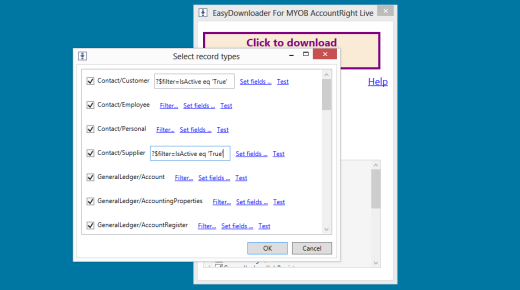 EasyDownloader For MYOB AccountRight Live
Click to download
Help
Select record types
Contact/Customer ?$filter=IsActive eq 'True' Set fields ... Test
Contact/Employee Filter... Set fields ... Test
Contact/Personal Filter... Set fields ... Test
Contact/Supplier ?$filter=IsActive eq 'True' Set fields ... Test
GeneralLedger/Account Filter... Set fields ... Test
GeneralLedger/AccountingProperties Filter... Set fields ... Test
GeneralLedger/AccountRegister Filter... Set fields ... Test
OK Cancel